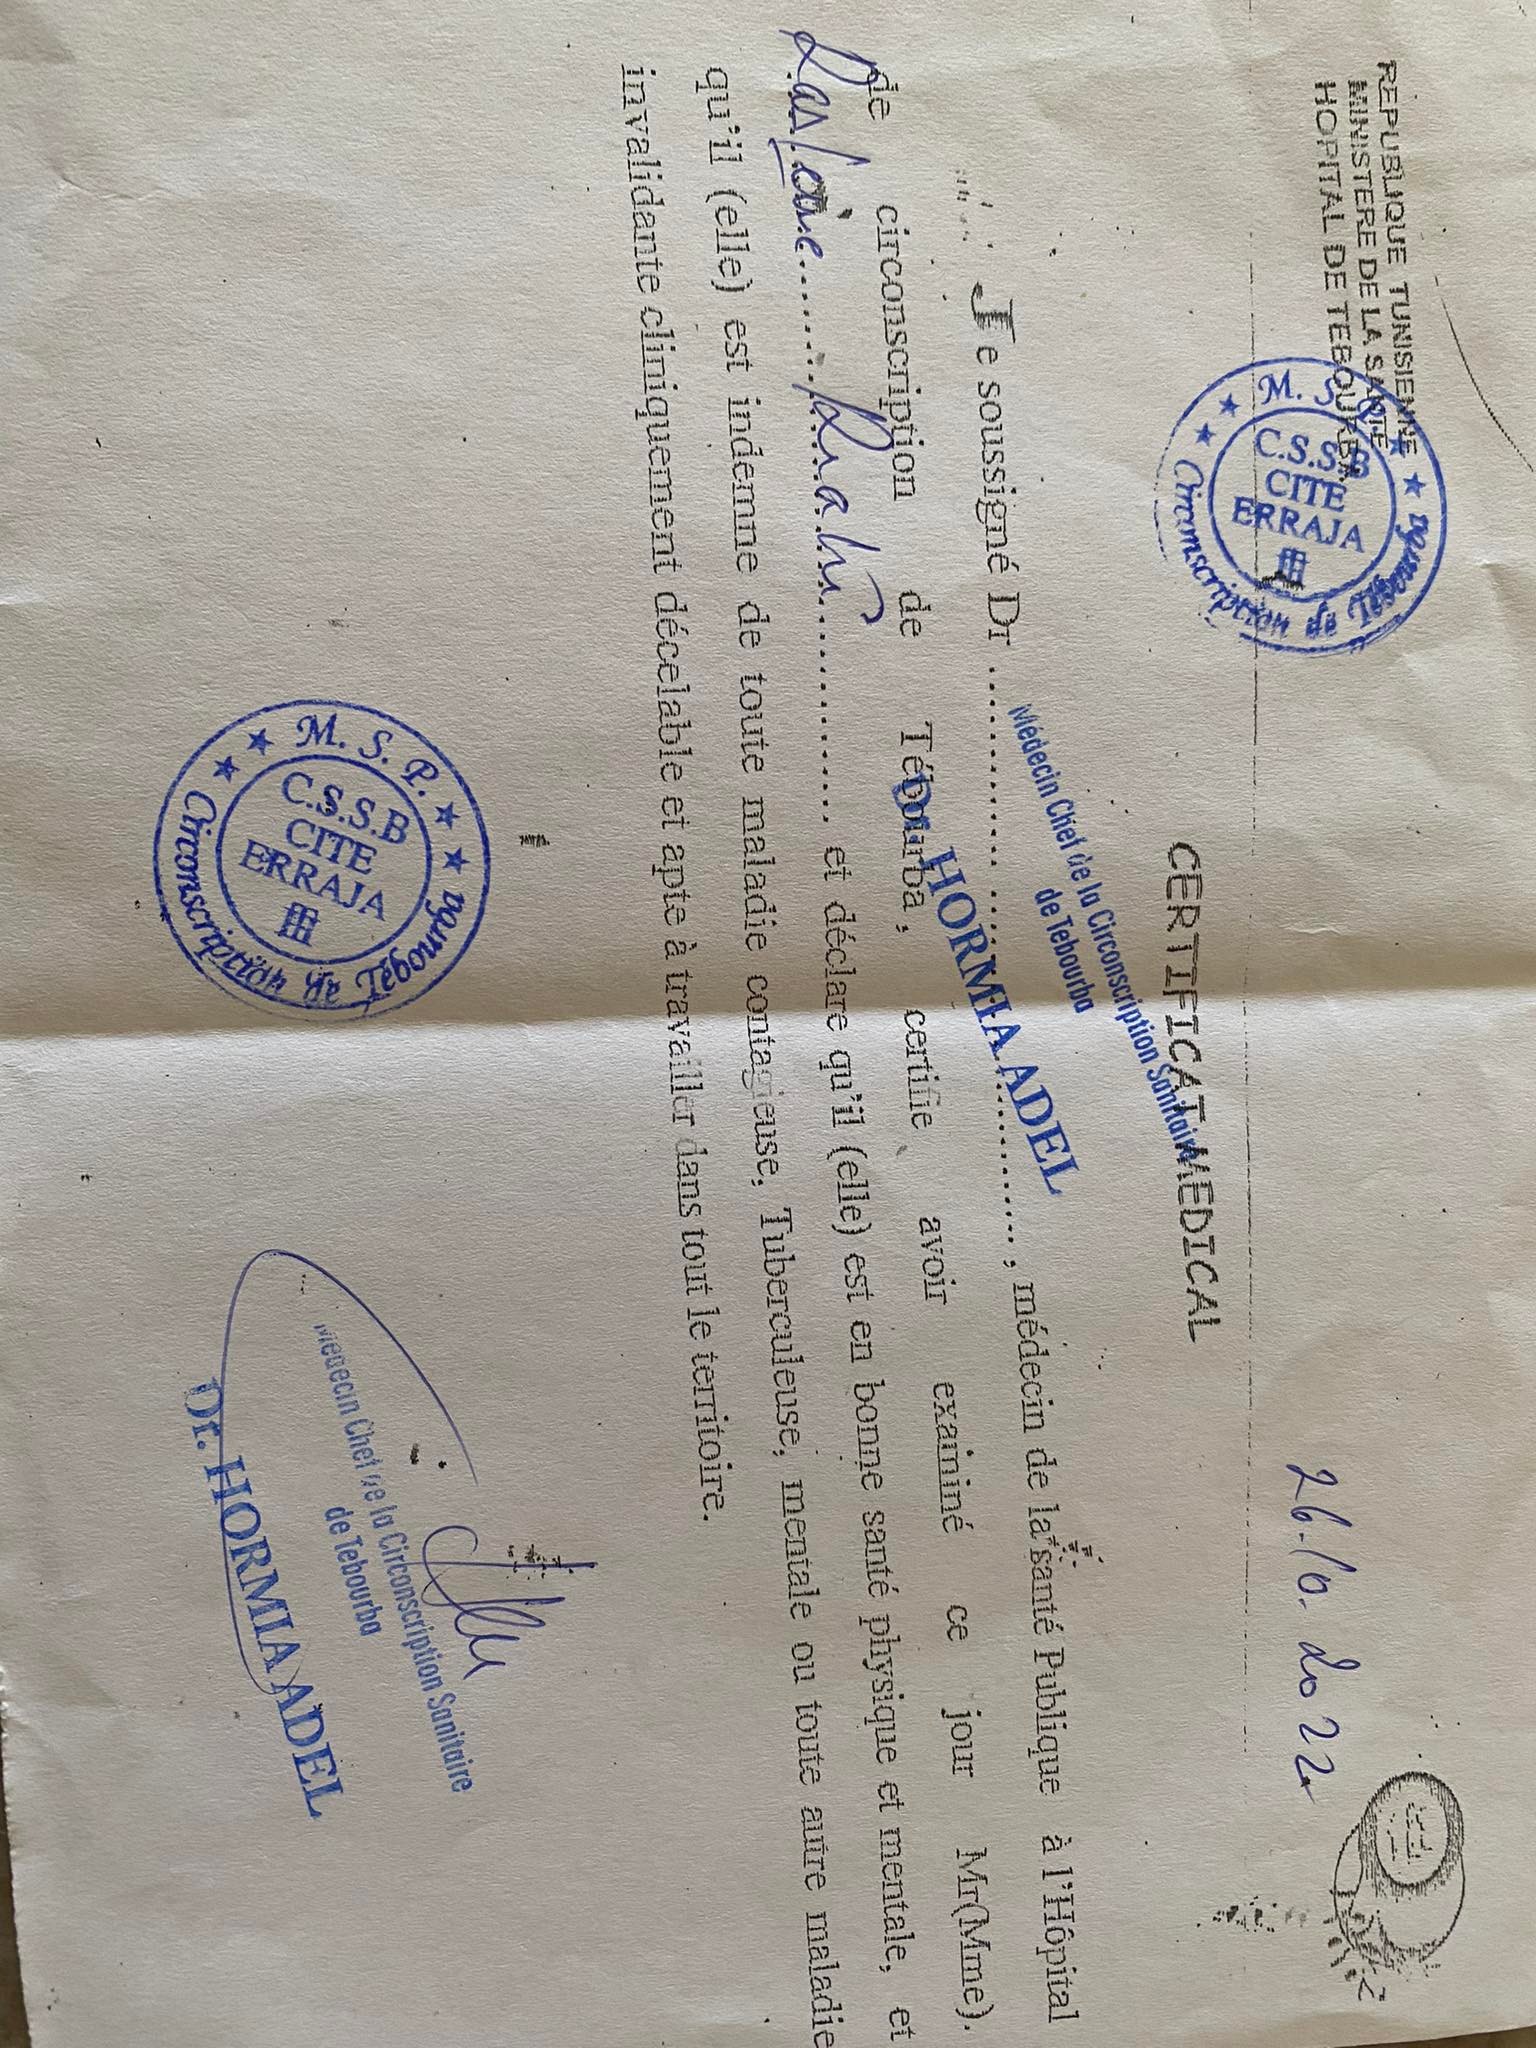 REPUBLIQUE TUNISIENNE
MINISTERE DE LA SANTE
HOPITAL DE TEBOURBA
M. S. P. Circonscription de Tébourba
C.S.S.B
CITE
ERRAJA
26.10.2022
CERTIFICAT MEDICAL
Médecin Chef de la Circonscription Sanitaire
de Tebourba
Dr. HORMIA ADEL
Je soussigné Dr ........................................, médecin de la santé Publique à l'Hôpital
de circonscription de Tébourba, certifie avoir examiné ce jour Mr(Mme).
................................ et déclare qu'il (elle) est en bonne santé physique et mentale, et
qu'il (elle) est indemne de toute maladie contagieuse, Tuberculeuse, mentale ou toute autre maladie
invalidante cliniquement décelable et apte à travailler dans tout le territoire.
M. S. P. Circonscription de Tébourba
C.S.S.B
CITE
ERRAJA
Médecin Chef de la Circonscription Sanitaire
de Tebourba
Dr. HORMIA ADEL